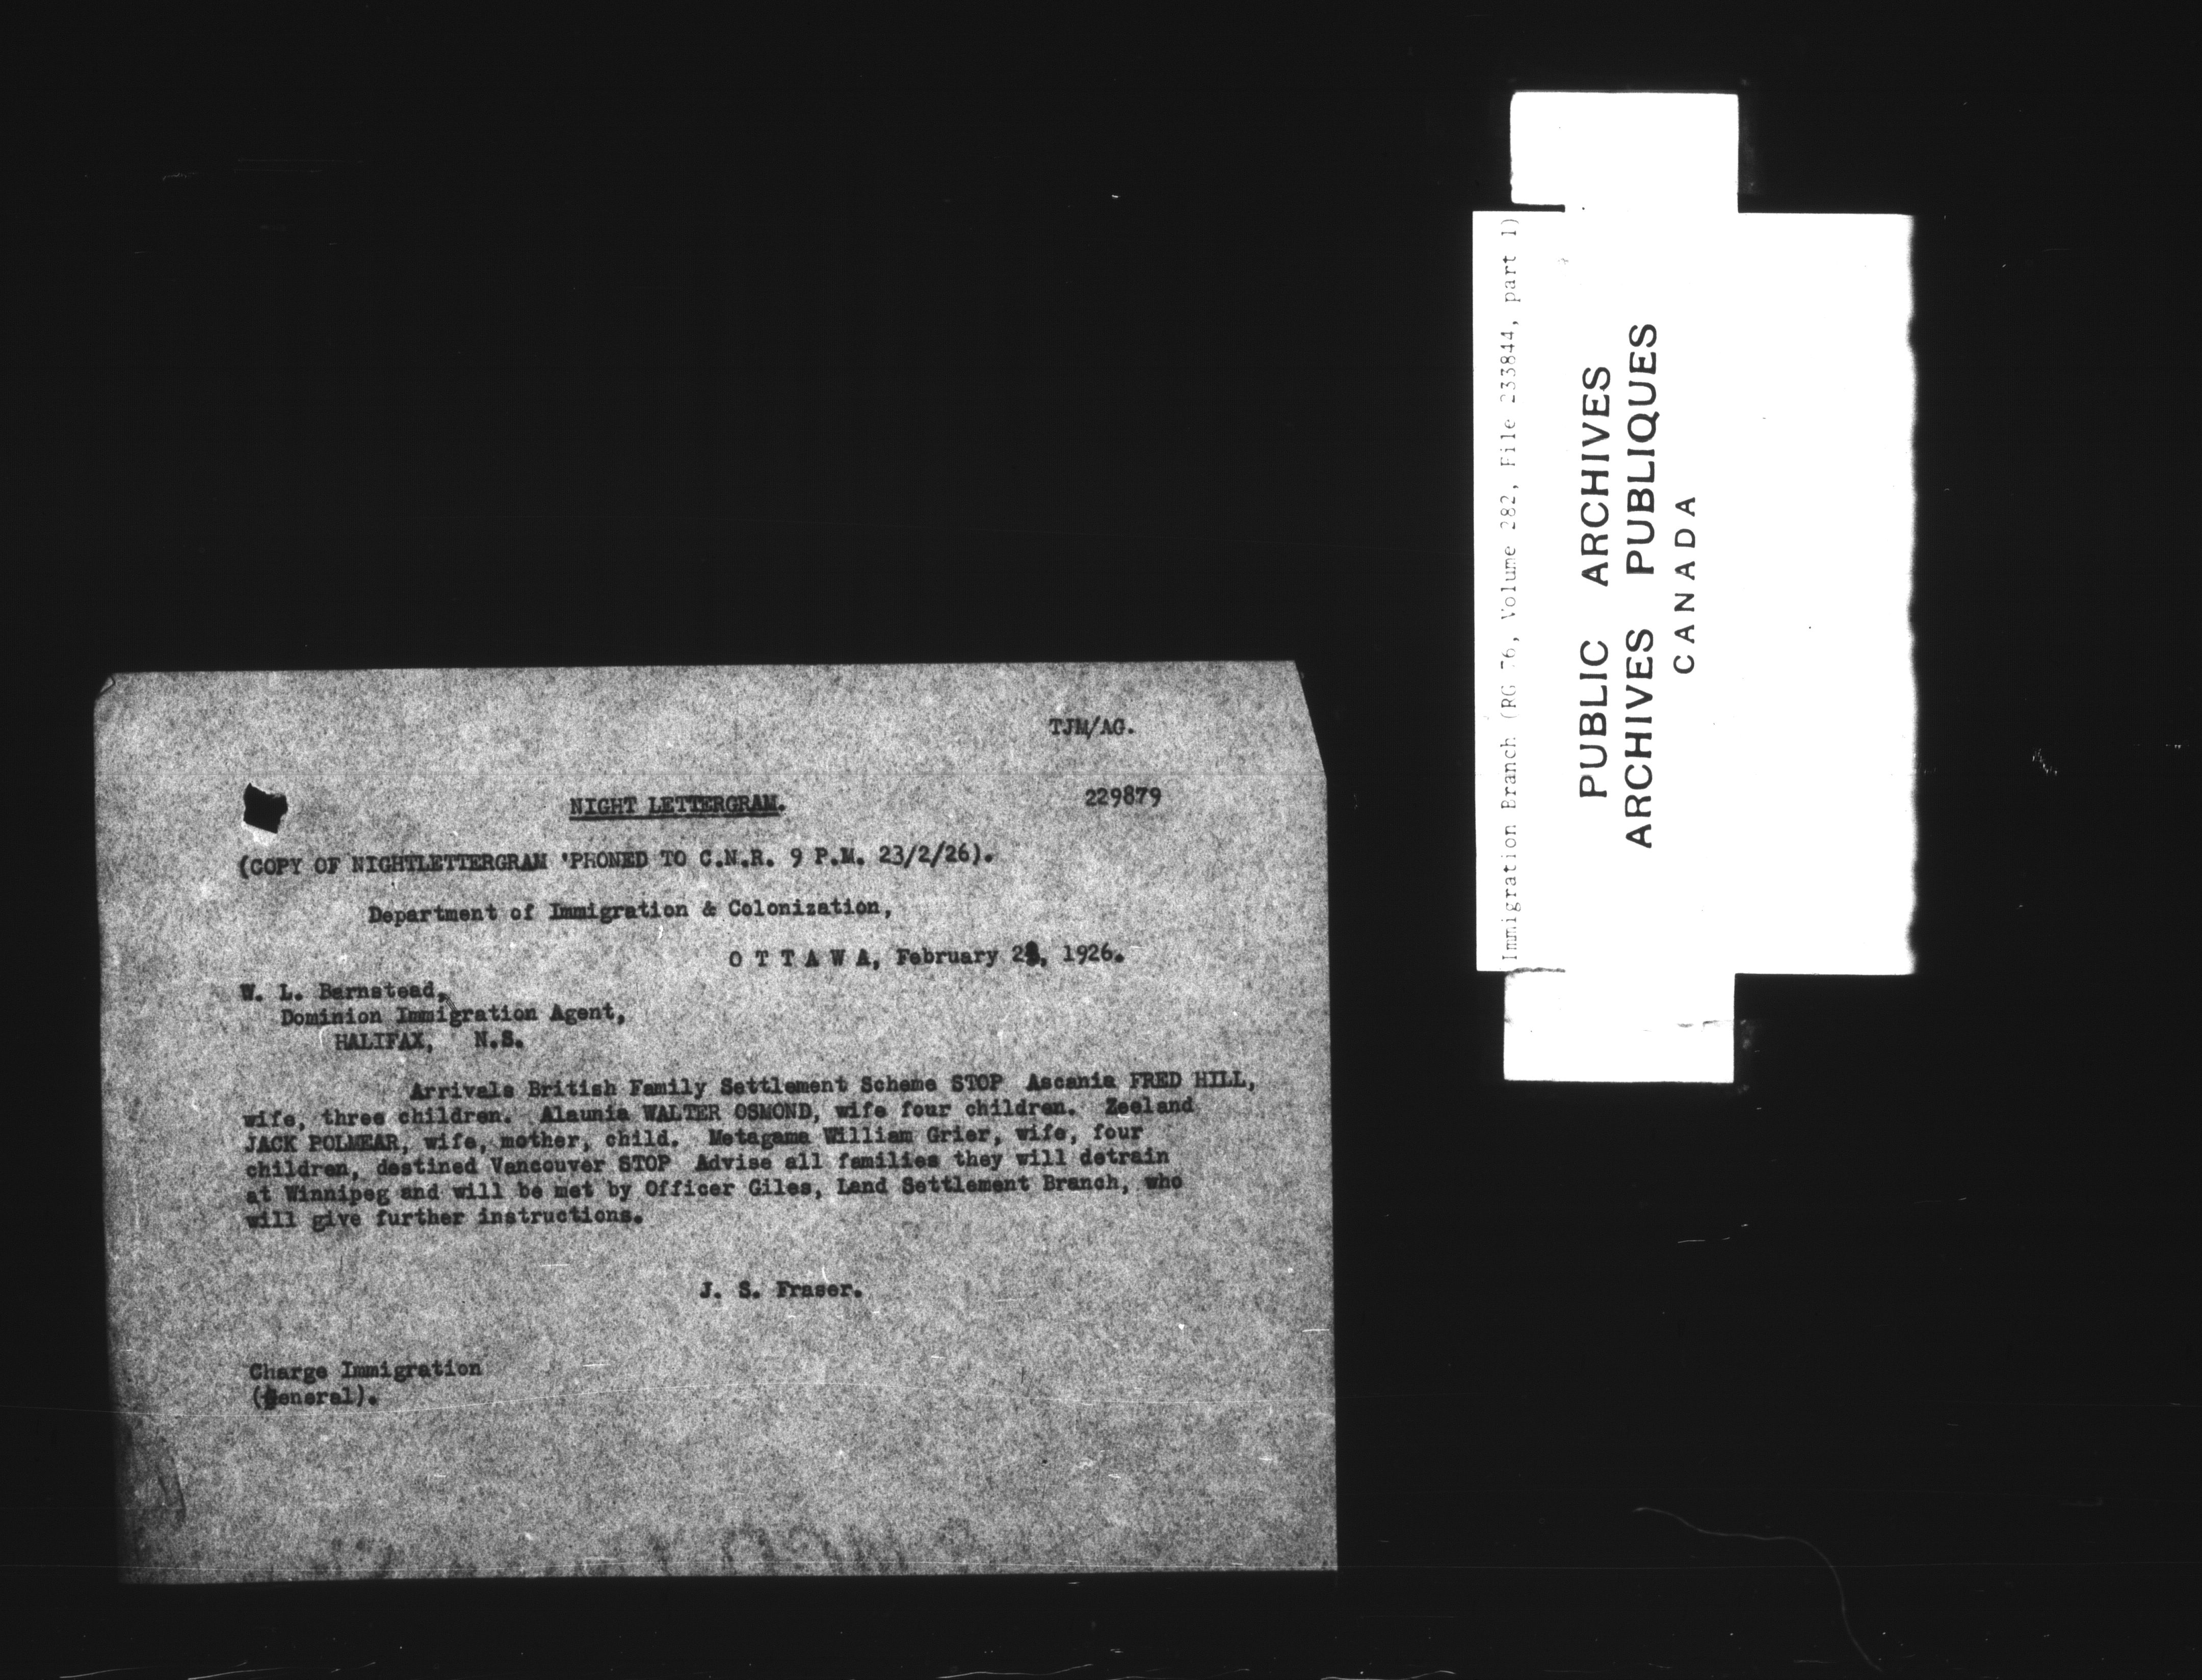 TJM/AG.
NIGHT LETTERGRAM.
229879
(COPY OF NIGHTLETTERGRAM 'PHONED TO C.N.R. 9 P.M. 23/2/26).
Department of Immigration & Colonization,
O T T A W A, February 23, 1926.
W. L. Barnstead,
Dominion Immigration Agent,
HALIFAX, N.S.
Arrivals British Family Settlement Scheme STOP Ascania FRED HILL,
wife, three children. Alaunia WALTER OSMOND, wife four children. Zeeland
JACK POLMEAR, wife, mother, child. Metagama William Grier, wife, four
children, destined Vancouver STOP Advise all families they will detrain
at Winnipeg and will be met by Officer Giles, Land Settlement Branch, who
will give further instructions.
J. S. Fraser.
Charge Immigration
(General).
Immigration Branch (RG 76, Volume 282, File 233844, part 1)
PUBLIC ARCHIVES
ARCHIVES PUBLIQUES
CANADA